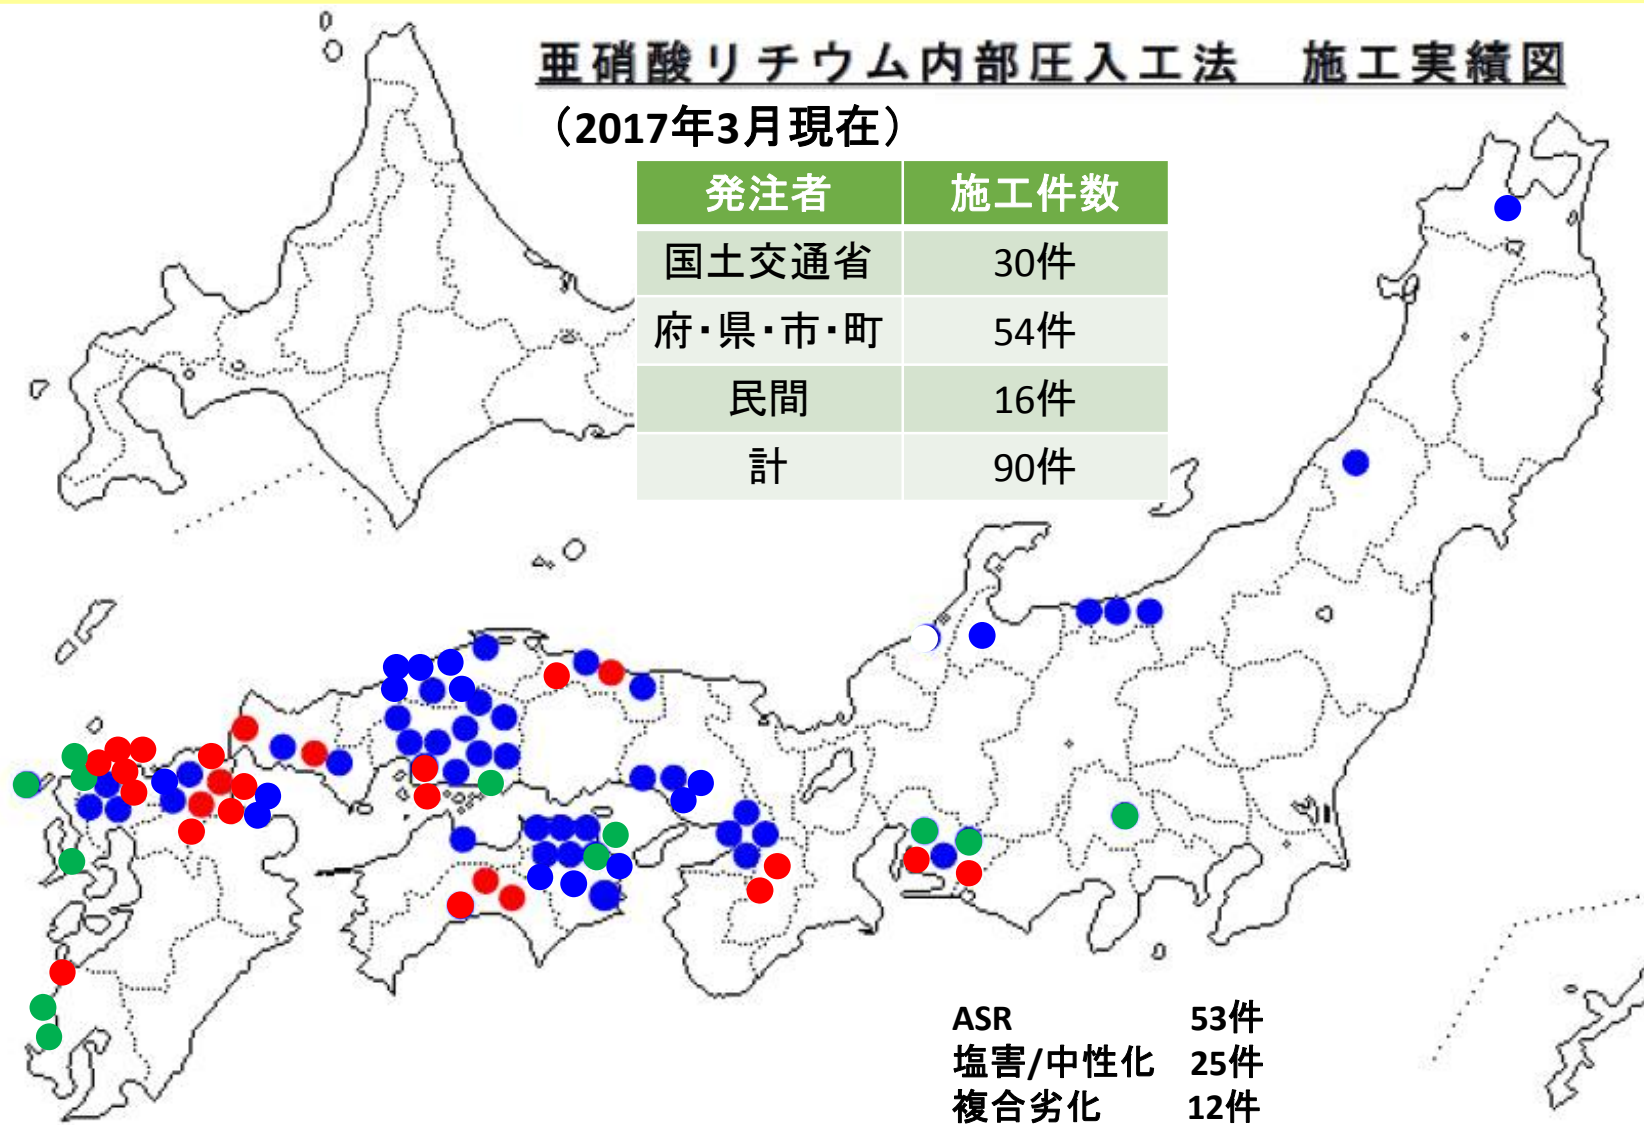 亜硝酸リチウム内部圧入工法　施工実績図
（2017年3月現在）
発注者 施工件数
国土交通省 30件
府・県・市・町 54件
民間 16件
計 90件
ASR 53件
塩害/中性化 25件
複合劣化 12件